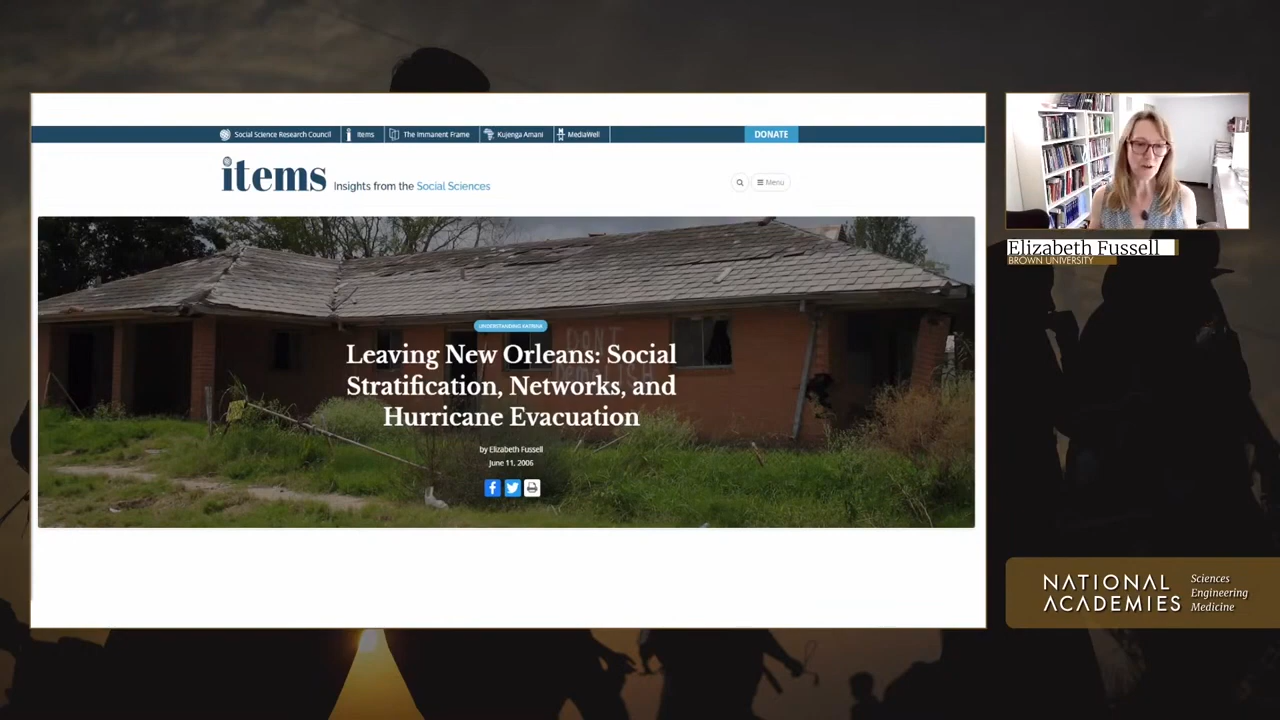 Social Science Research Council
Items
The Immanent Frame
Kujenga Amani
MediaWell
DONATE
items
Insights from the Social Sciences
Menu
UNDERSTANDING KATRINA
DON'T
DEMOLISH
Leaving New Orleans: Social
Stratification, Networks, and
Hurricane Evacuation
by Elizabeth Fussell
June 11, 2006
Elizabeth Fussell
BROWN UNIVERSITY
NATIONAL
ACADEMIES
Sciences
Engineering
Medicine